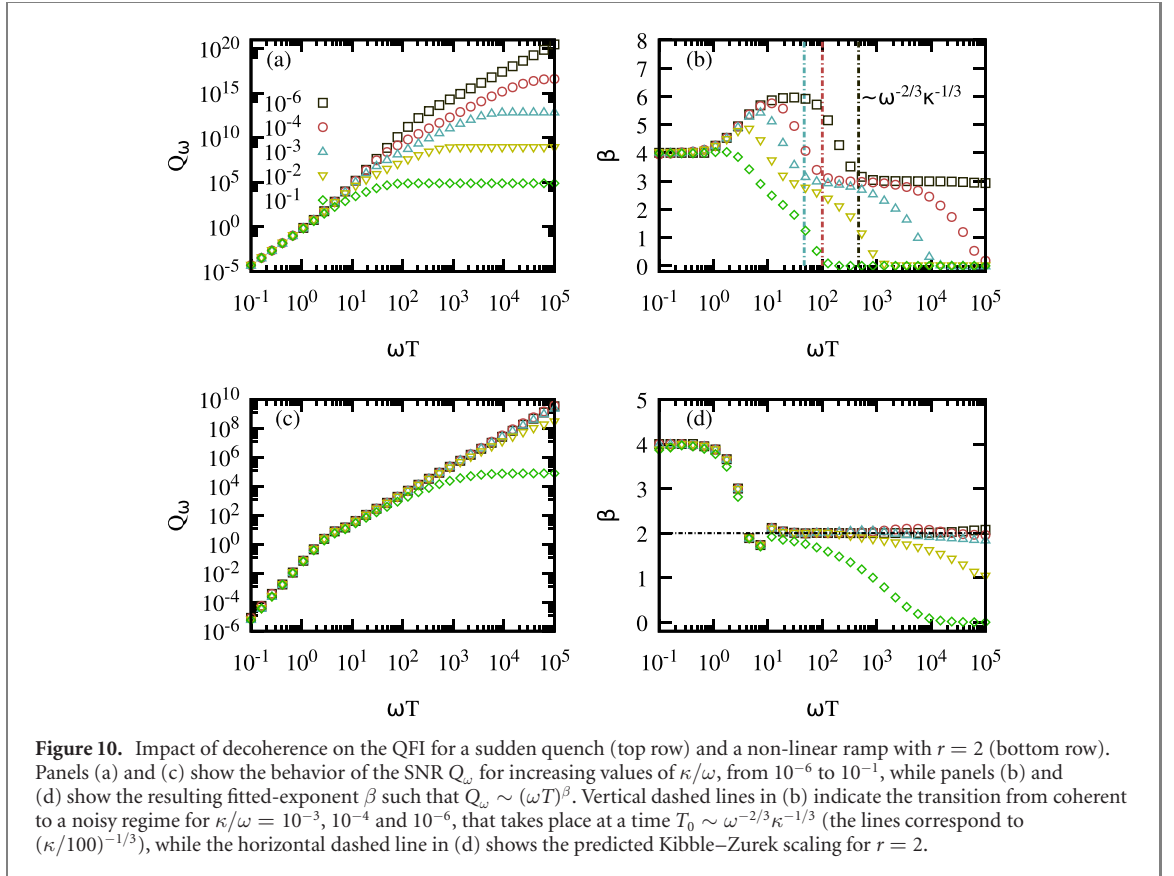 (a)
10^20
10^15
10^10
10^5
10^0
10^-5
Q_ω
10^-6
10^-4
10^-3
10^-2
10^-1
10^-1 10^0 10^1 10^2 10^3 10^4 10^5
ωT
(b)
8
7
6
5
4
3
2
1
0
β
~ω^-2/3κ^-1/3
10^-1 10^0 10^1 10^2 10^3 10^4 10^5
ωT
(c)
10^10
10^8
10^6
10^4
10^2
10^0
10^-2
10^-4
10^-6
Q_ω
10^-1 10^0 10^1 10^2 10^3 10^4 10^5
ωT
(d)
5
4
3
2
1
0
β
10^-1 10^0 10^1 10^2 10^3 10^4 10^5
ωT
Figure 10. Impact of decoherence on the QFI for a sudden quench (top row) and a non-linear ramp with r = 2 (bottom row).
Panels (a) and (c) show the behavior of the SNR Q_ω for increasing values of κ/ω, from 10^−6 to 10^−1, while panels (b) and
(d) show the resulting fitted-exponent β such that Q_ω ∼ (ωT)^β. Vertical dashed lines in (b) indicate the transition from coherent
to a noisy regime for κ/ω = 10^−3, 10^−4 and 10^−6, that takes place at a time T_0 ∼ ω^−2/3κ^−1/3 (the lines correspond to
(κ/100)^−1/3), while the horizontal dashed line in (d) shows the predicted Kibble–Zurek scaling for r = 2.